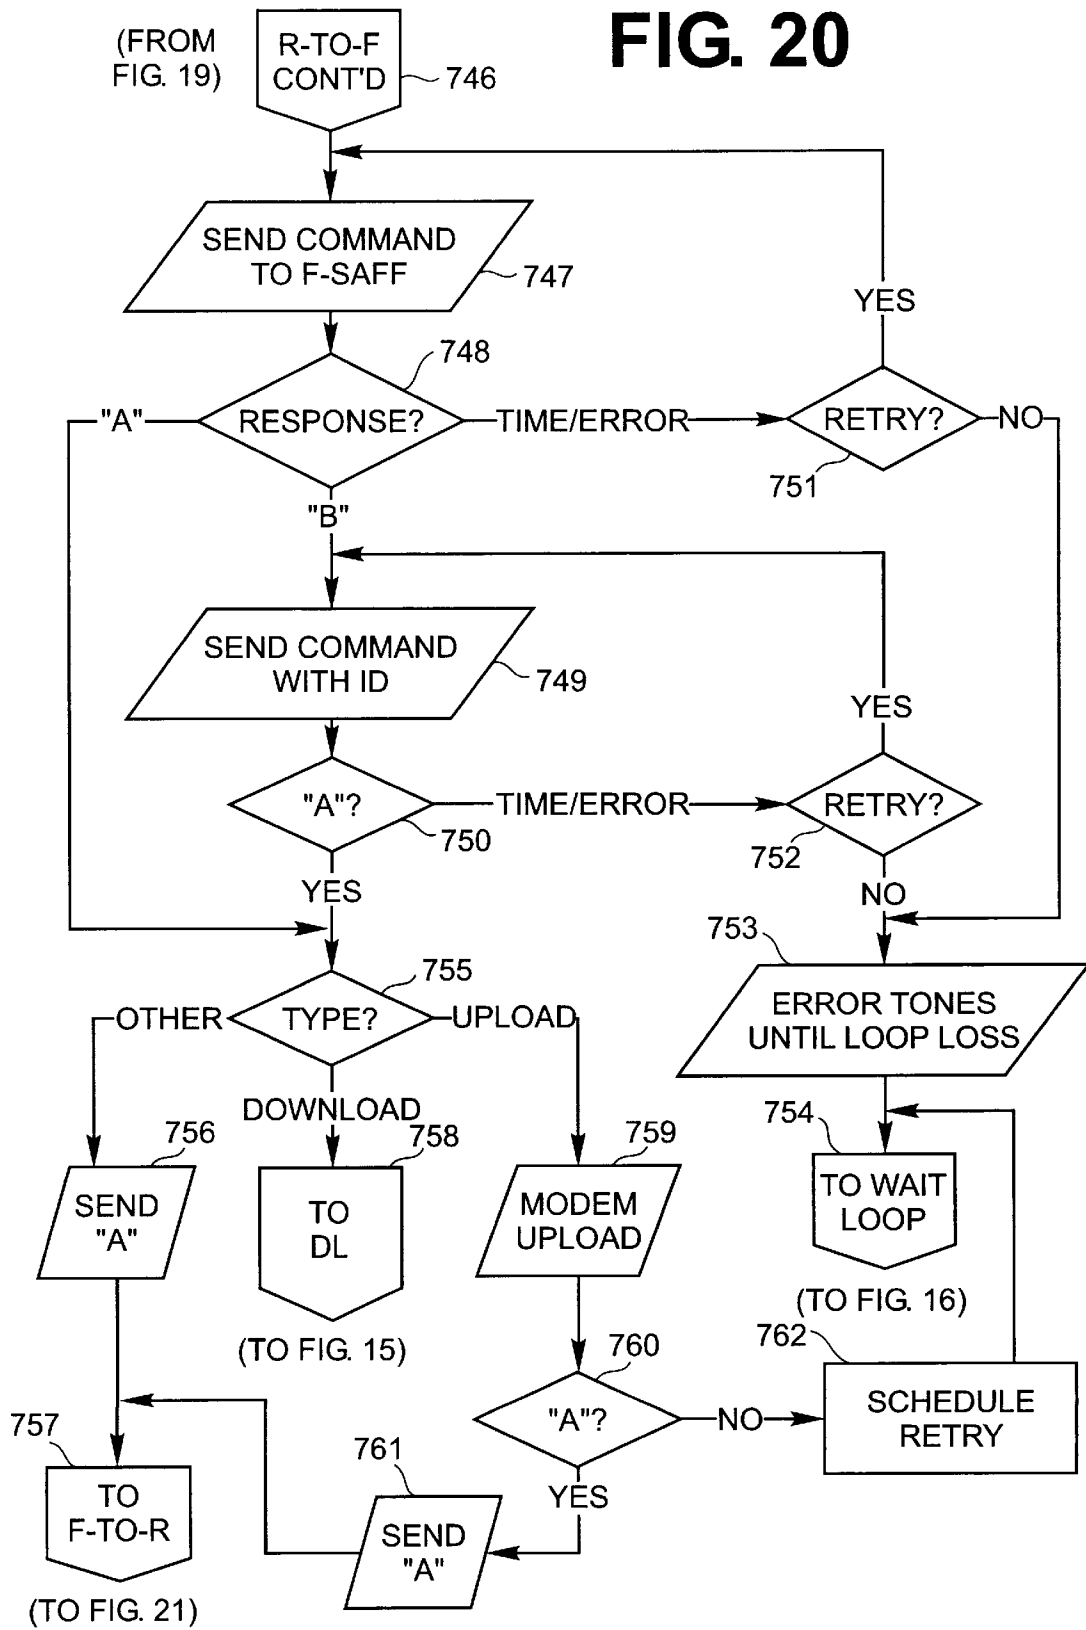 FIG. 20
(FROM
FIG. 19)
R-TO-F
CONT'D
746
SEND COMMAND
TO F-SAFF
747
YES
748
"A"
RESPONSE?
TIME/ERROR
RETRY?
NO
751
"B"
SEND COMMAND
WITH ID
749
YES
"A"?
TIME/ERROR
RETRY?
750
752
YES
NO
753
755
OTHER
TYPE?
UPLOAD
ERROR TONES
UNTIL LOOP LOSS
DOWNLOAD
756
758
759
754
SEND
"A"
TO
DL
MODEM
UPLOAD
TO WAIT
LOOP
(TO FIG. 16)
(TO FIG. 15)
760
762
"A"?
NO
SCHEDULE
RETRY
757
761
YES
TO
F-TO-R
SEND
"A"
(TO FIG. 21)